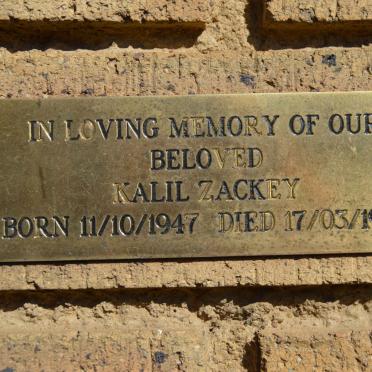 IN LOVING MEMORY OF OUR
BELOVED
KALIL ZACKEY
BORN 11/10/1947 DIED 17/03/19